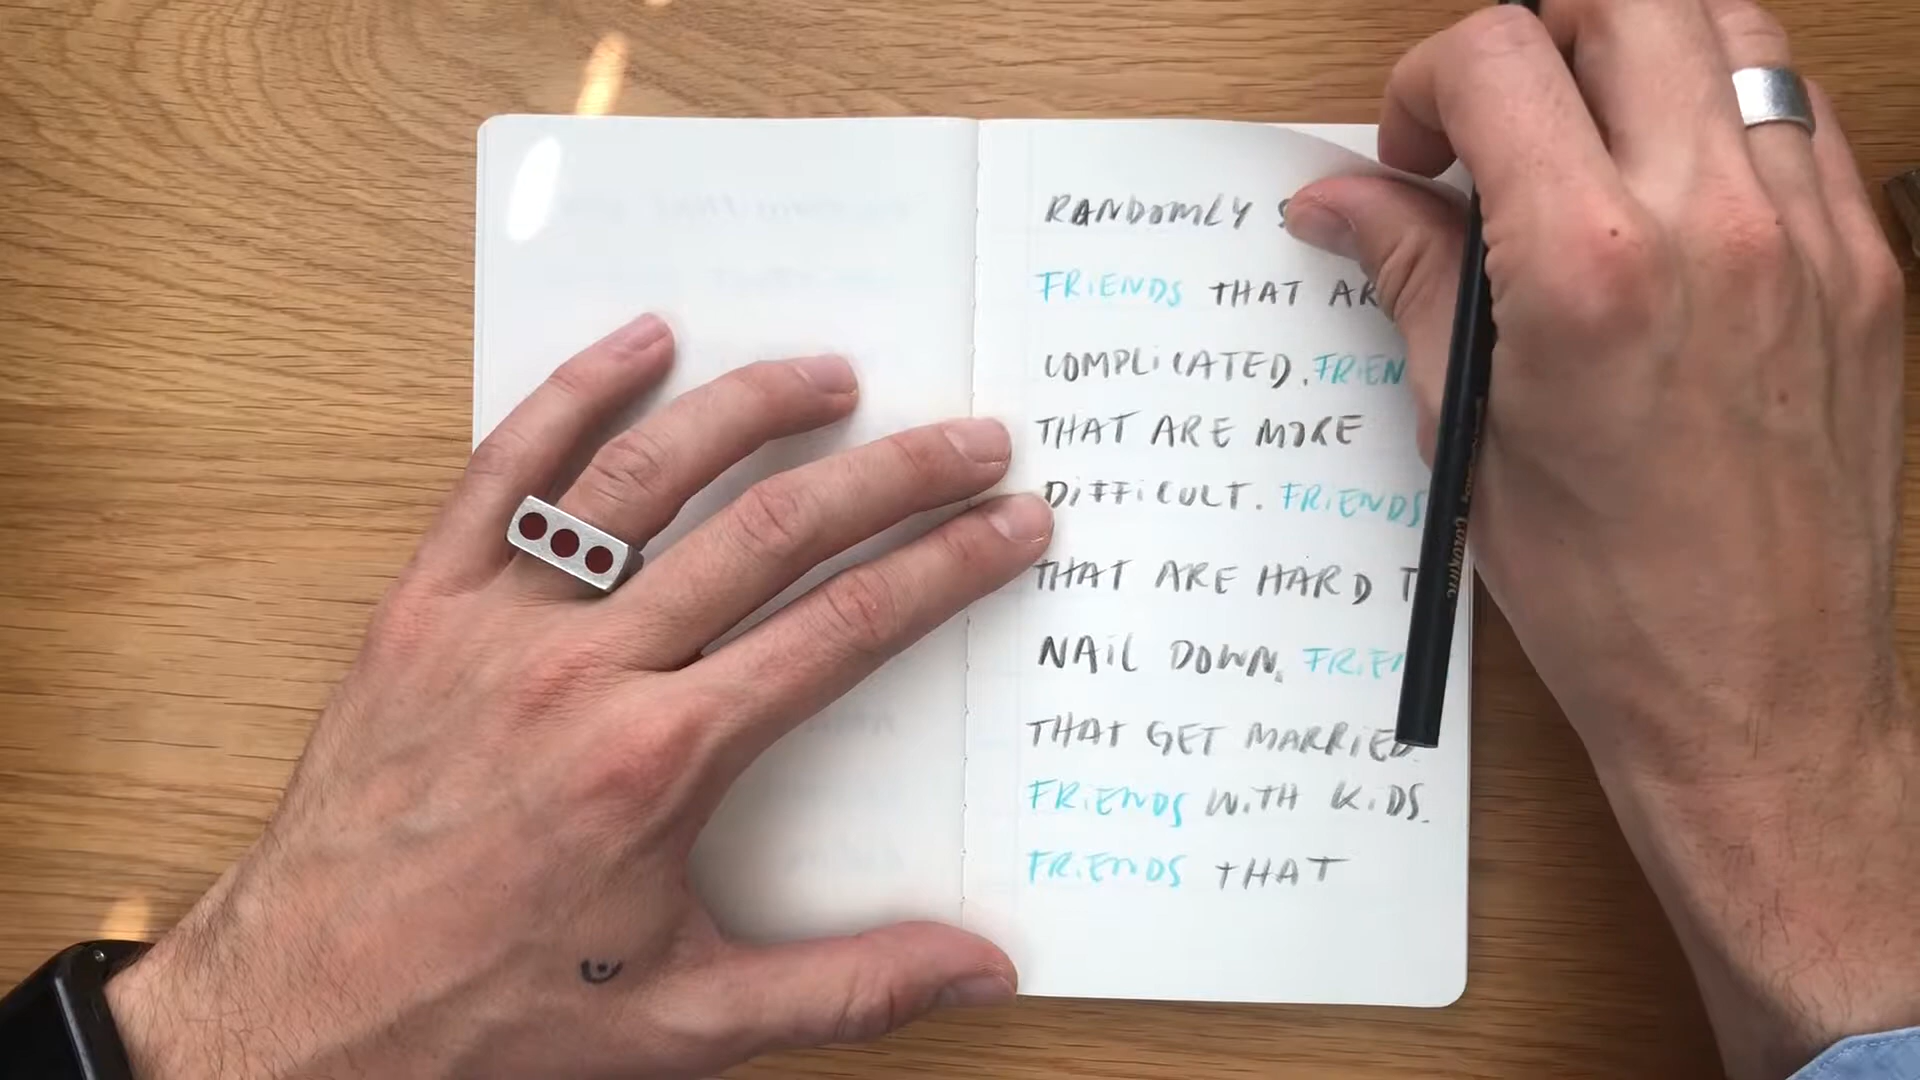 RANDOMLY
FRIENDS THAT AR
COMPLICATED. FRIEN
THAT ARE MORE
DIFFICULT. FRIENDS
THAT ARE HARD T
NAIL DOWN. FRIEN
THAT GET MARRIED.
FRIENDS WITH KIDS.
FRIENDS THAT